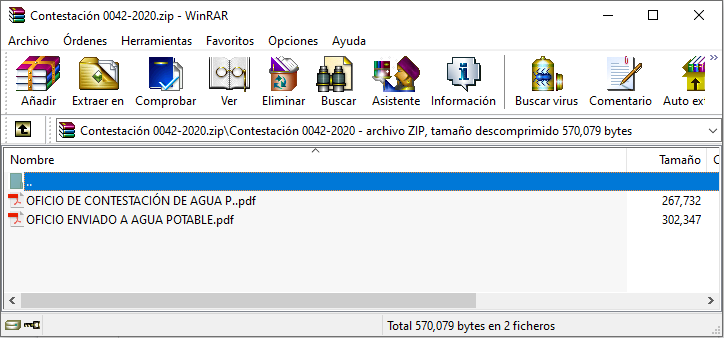 Contestación 0042-2020.zip - WinRAR
Archivo Órdenes Herramientas Favoritos Opciones Ayuda
Añadir Extraer en Comprobar Ver Eliminar Buscar Asistente Información Buscar virus Comentario Auto ext
Contestación 0042-2020.zip\Contestación 0042-2020 - archivo ZIP, tamaño descomprimido 570,079 bytes
Nombre Tamaño C
..
OFICIO DE CONTESTACIÓN DE AGUA P..pdf 267,732
OFICIO ENVIADO A AGUA POTABLE.pdf 302,347
Total 570,079 bytes en 2 ficheros